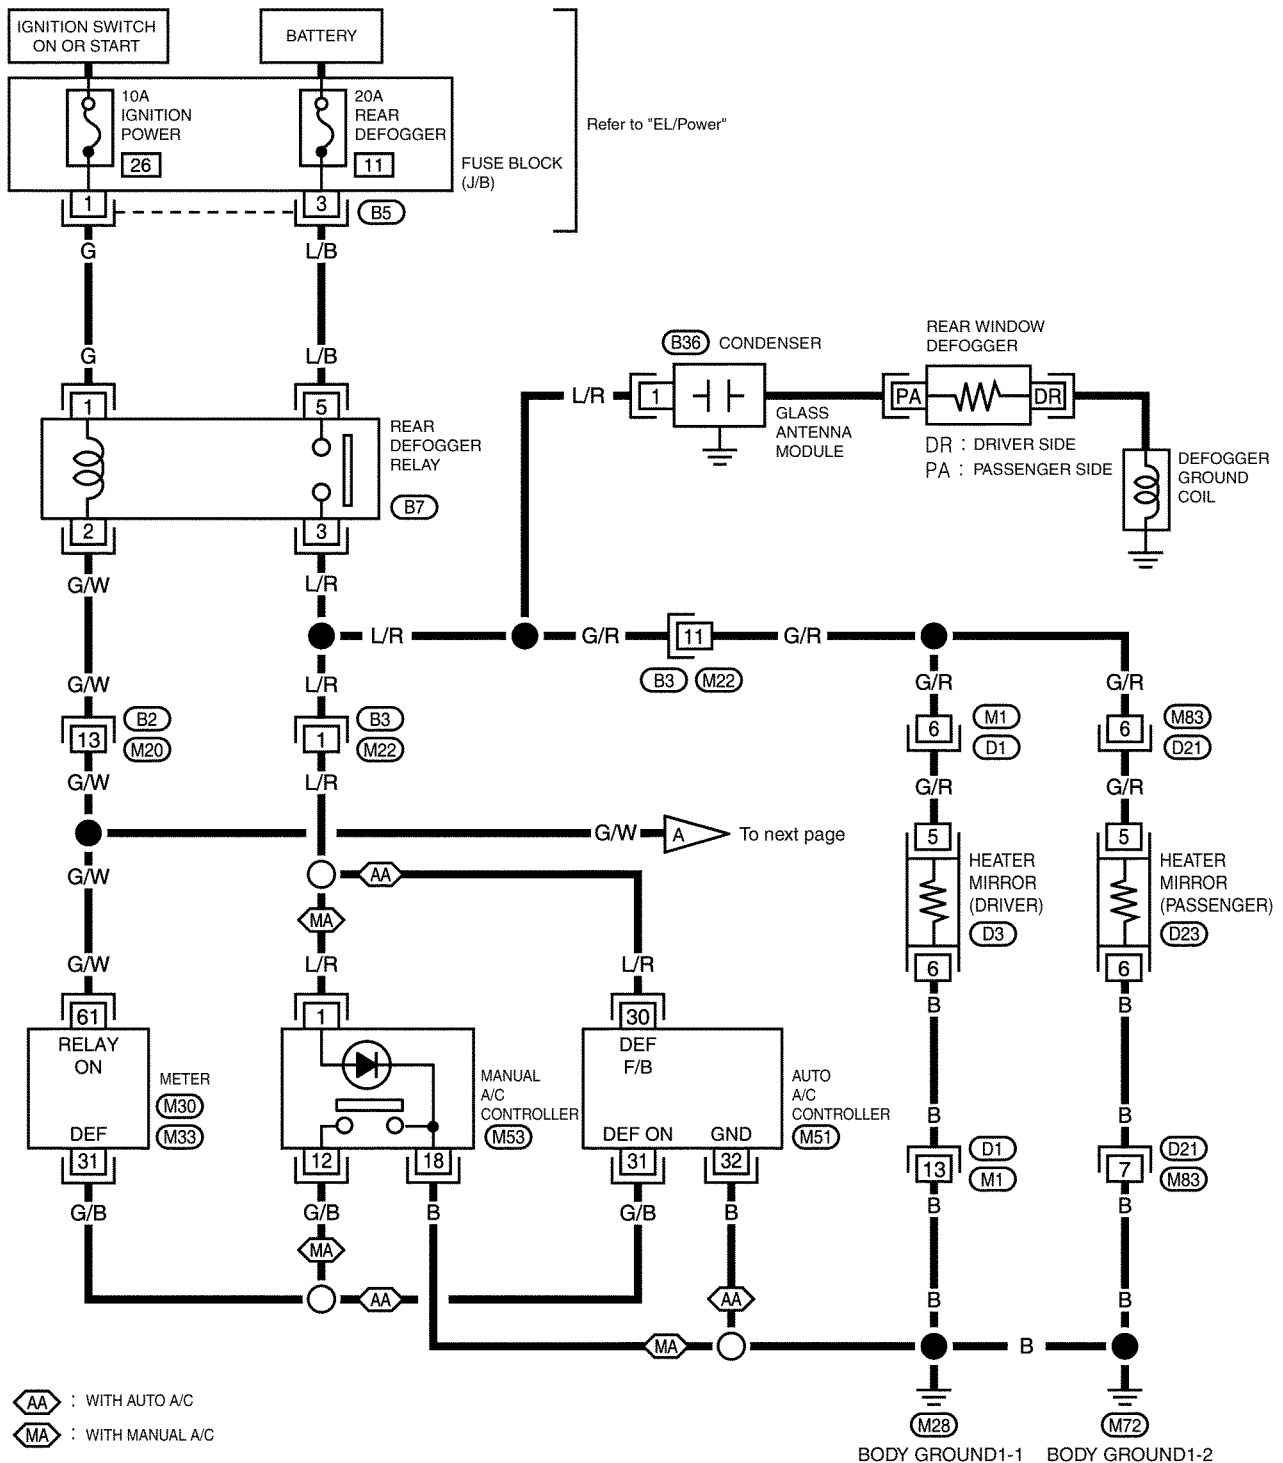 IGNITION SWITCH
ON OR START
BATTERY
10A
IGNITION
POWER
26
20A
REAR
DEFOGGER
11
FUSE BLOCK
(J/B)
Refer to "EL/Power"
1
3
B5
G
L/B
G
L/B
1
5
REAR
DEFOGGER
RELAY
B7
2
3
B36
CONDENSER
L/R
1
GLASS
ANTENNA
MODULE
REAR WINDOW
DEFOGGER
PA
DR
DR : DRIVER SIDE
PA : PASSENGER SIDE
DEFOGGER
GROUND
COIL
G/W
L/R
L/R
G/R
11
G/R
B3
M22
G/W
L/R
G/R
G/R
13
B2
M20
1
B3
M22
6
M1
D1
6
M83
D21
G/W
L/R
G/R
G/R
G/W
A
To next page
5
5
HEATER
MIRROR
(DRIVER)
D3
HEATER
MIRROR
(PASSENGER)
D23
G/W
AA
MA
6
6
G/W
L/R
L/R
B
B
61
RELAY
ON
METER
M30
M33
DEF
31
1
MANUAL
A/C
CONTROLLER
M53
12
18
30
DEF
F/B
AUTO
A/C
CONTROLLER
M51
DEF ON
GND
31
32
B
B
13
D1
M1
7
D21
M83
G/B
G/B
B
G/B
B
B
B
MA
AA
AA
B
B
MA
B
AA : WITH AUTO A/C
MA : WITH MANUAL A/C
M28
M72
BODY GROUND1-1
BODY GROUND1-2